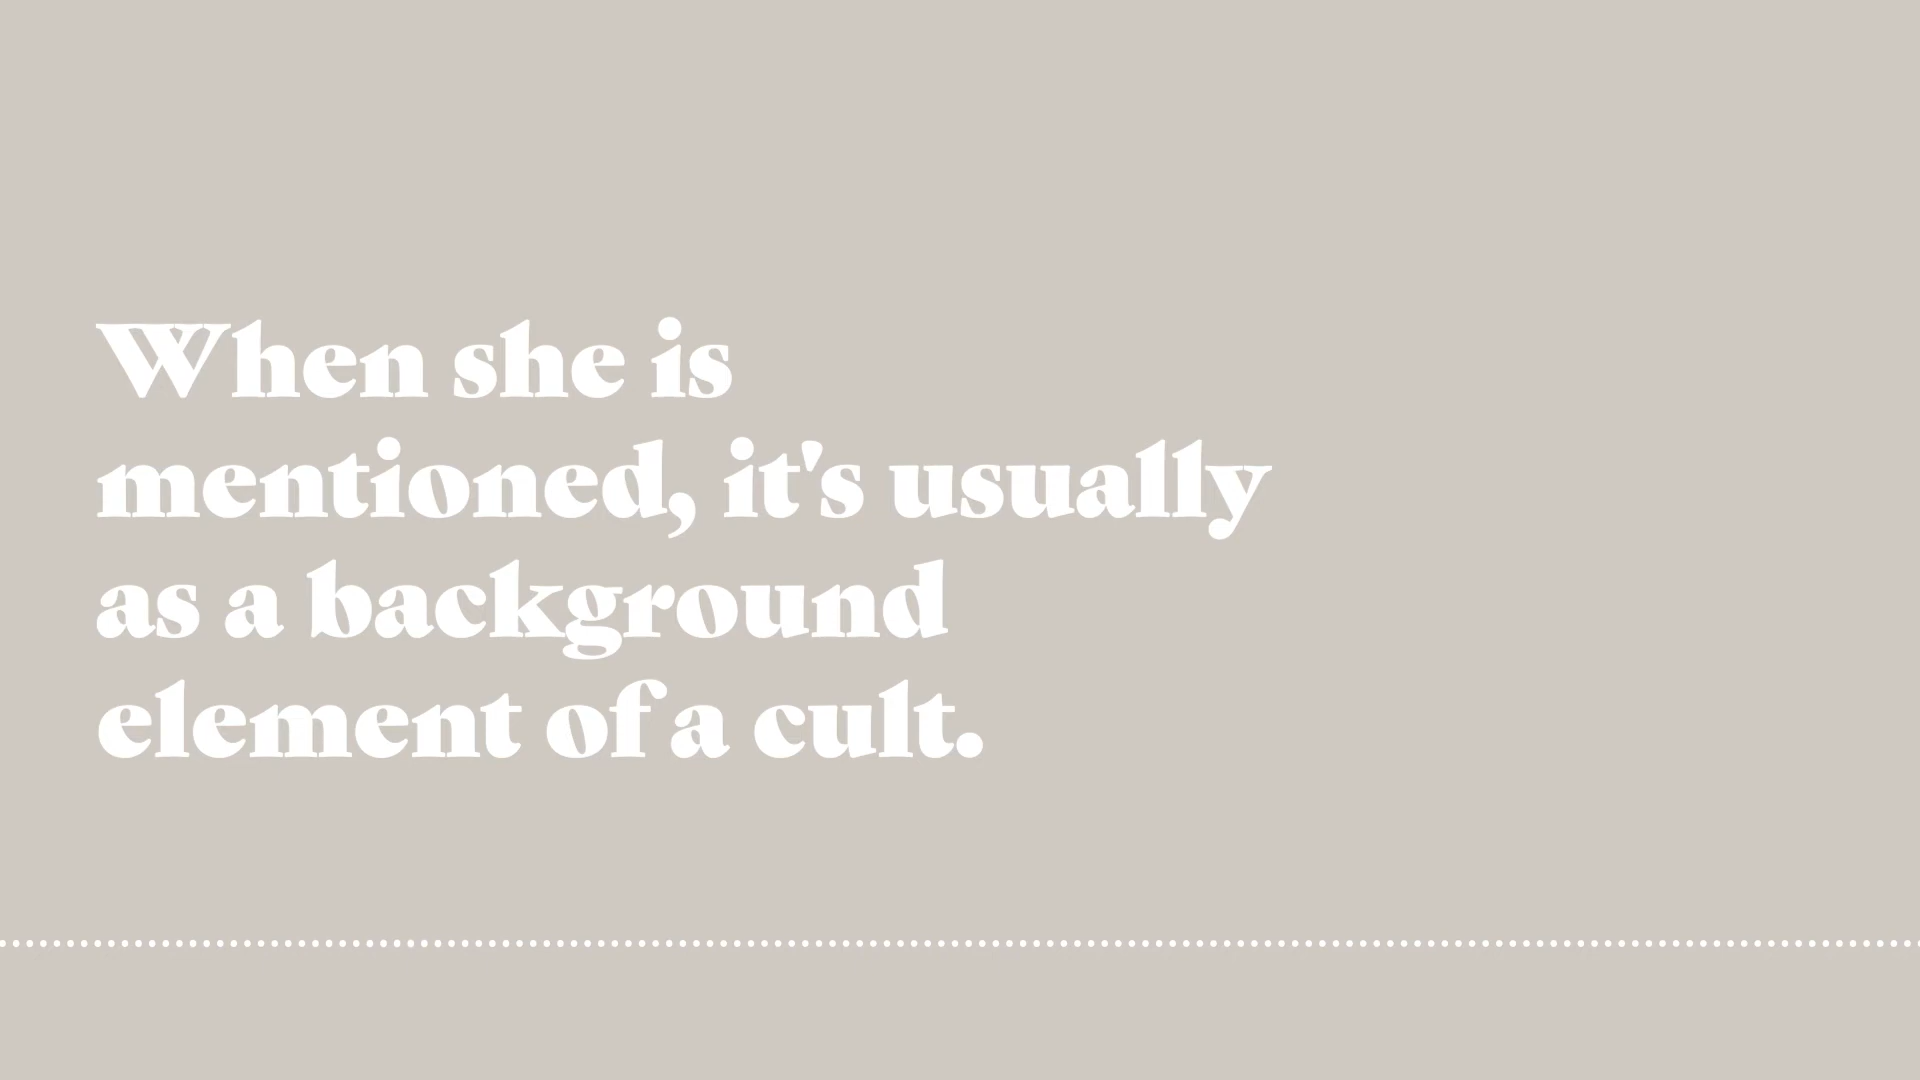 When she is
mentioned, it's usually
as a background
element of a cult.